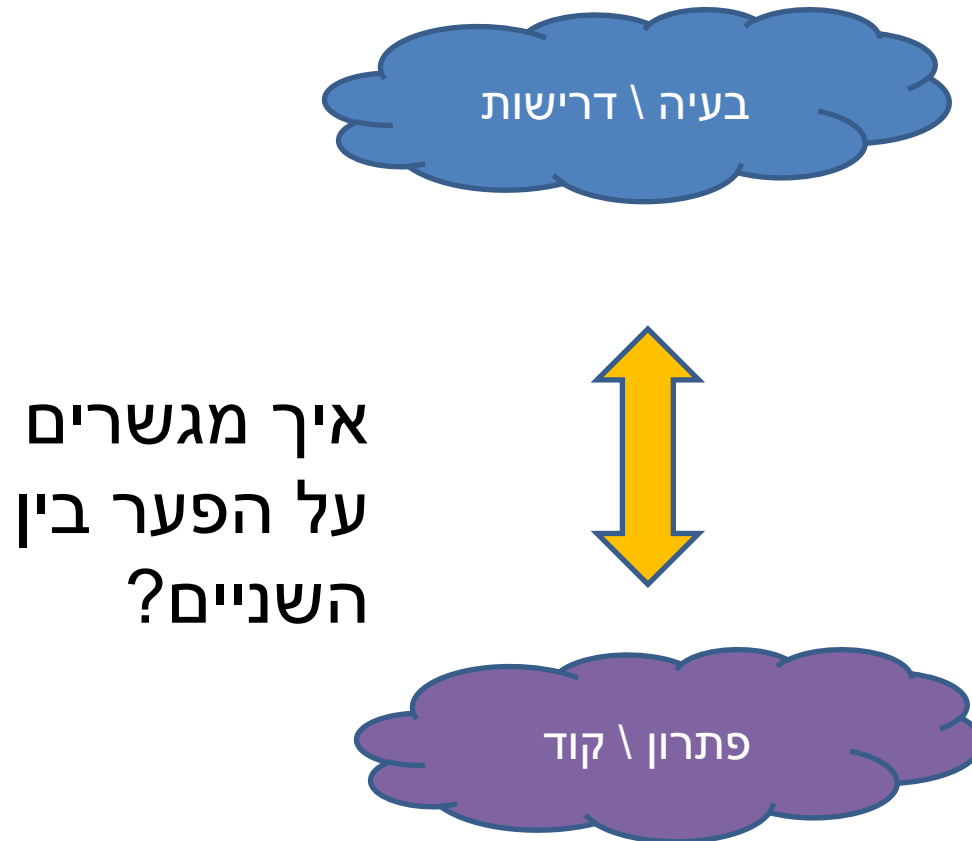 בעיה \ דרישות
איך מגשרים
על הפער בין
השניים?
פתרון \ קוד